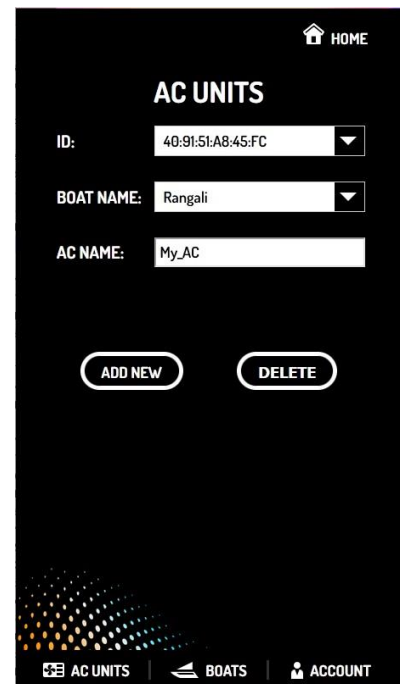 HOME
AC UNITS
ID: 40:91:51:A8:45:FC
BOAT NAME: Rangali
AC NAME: My_AC
ADD NEW DELETE
AC UNITS BOATS ACCOUNT